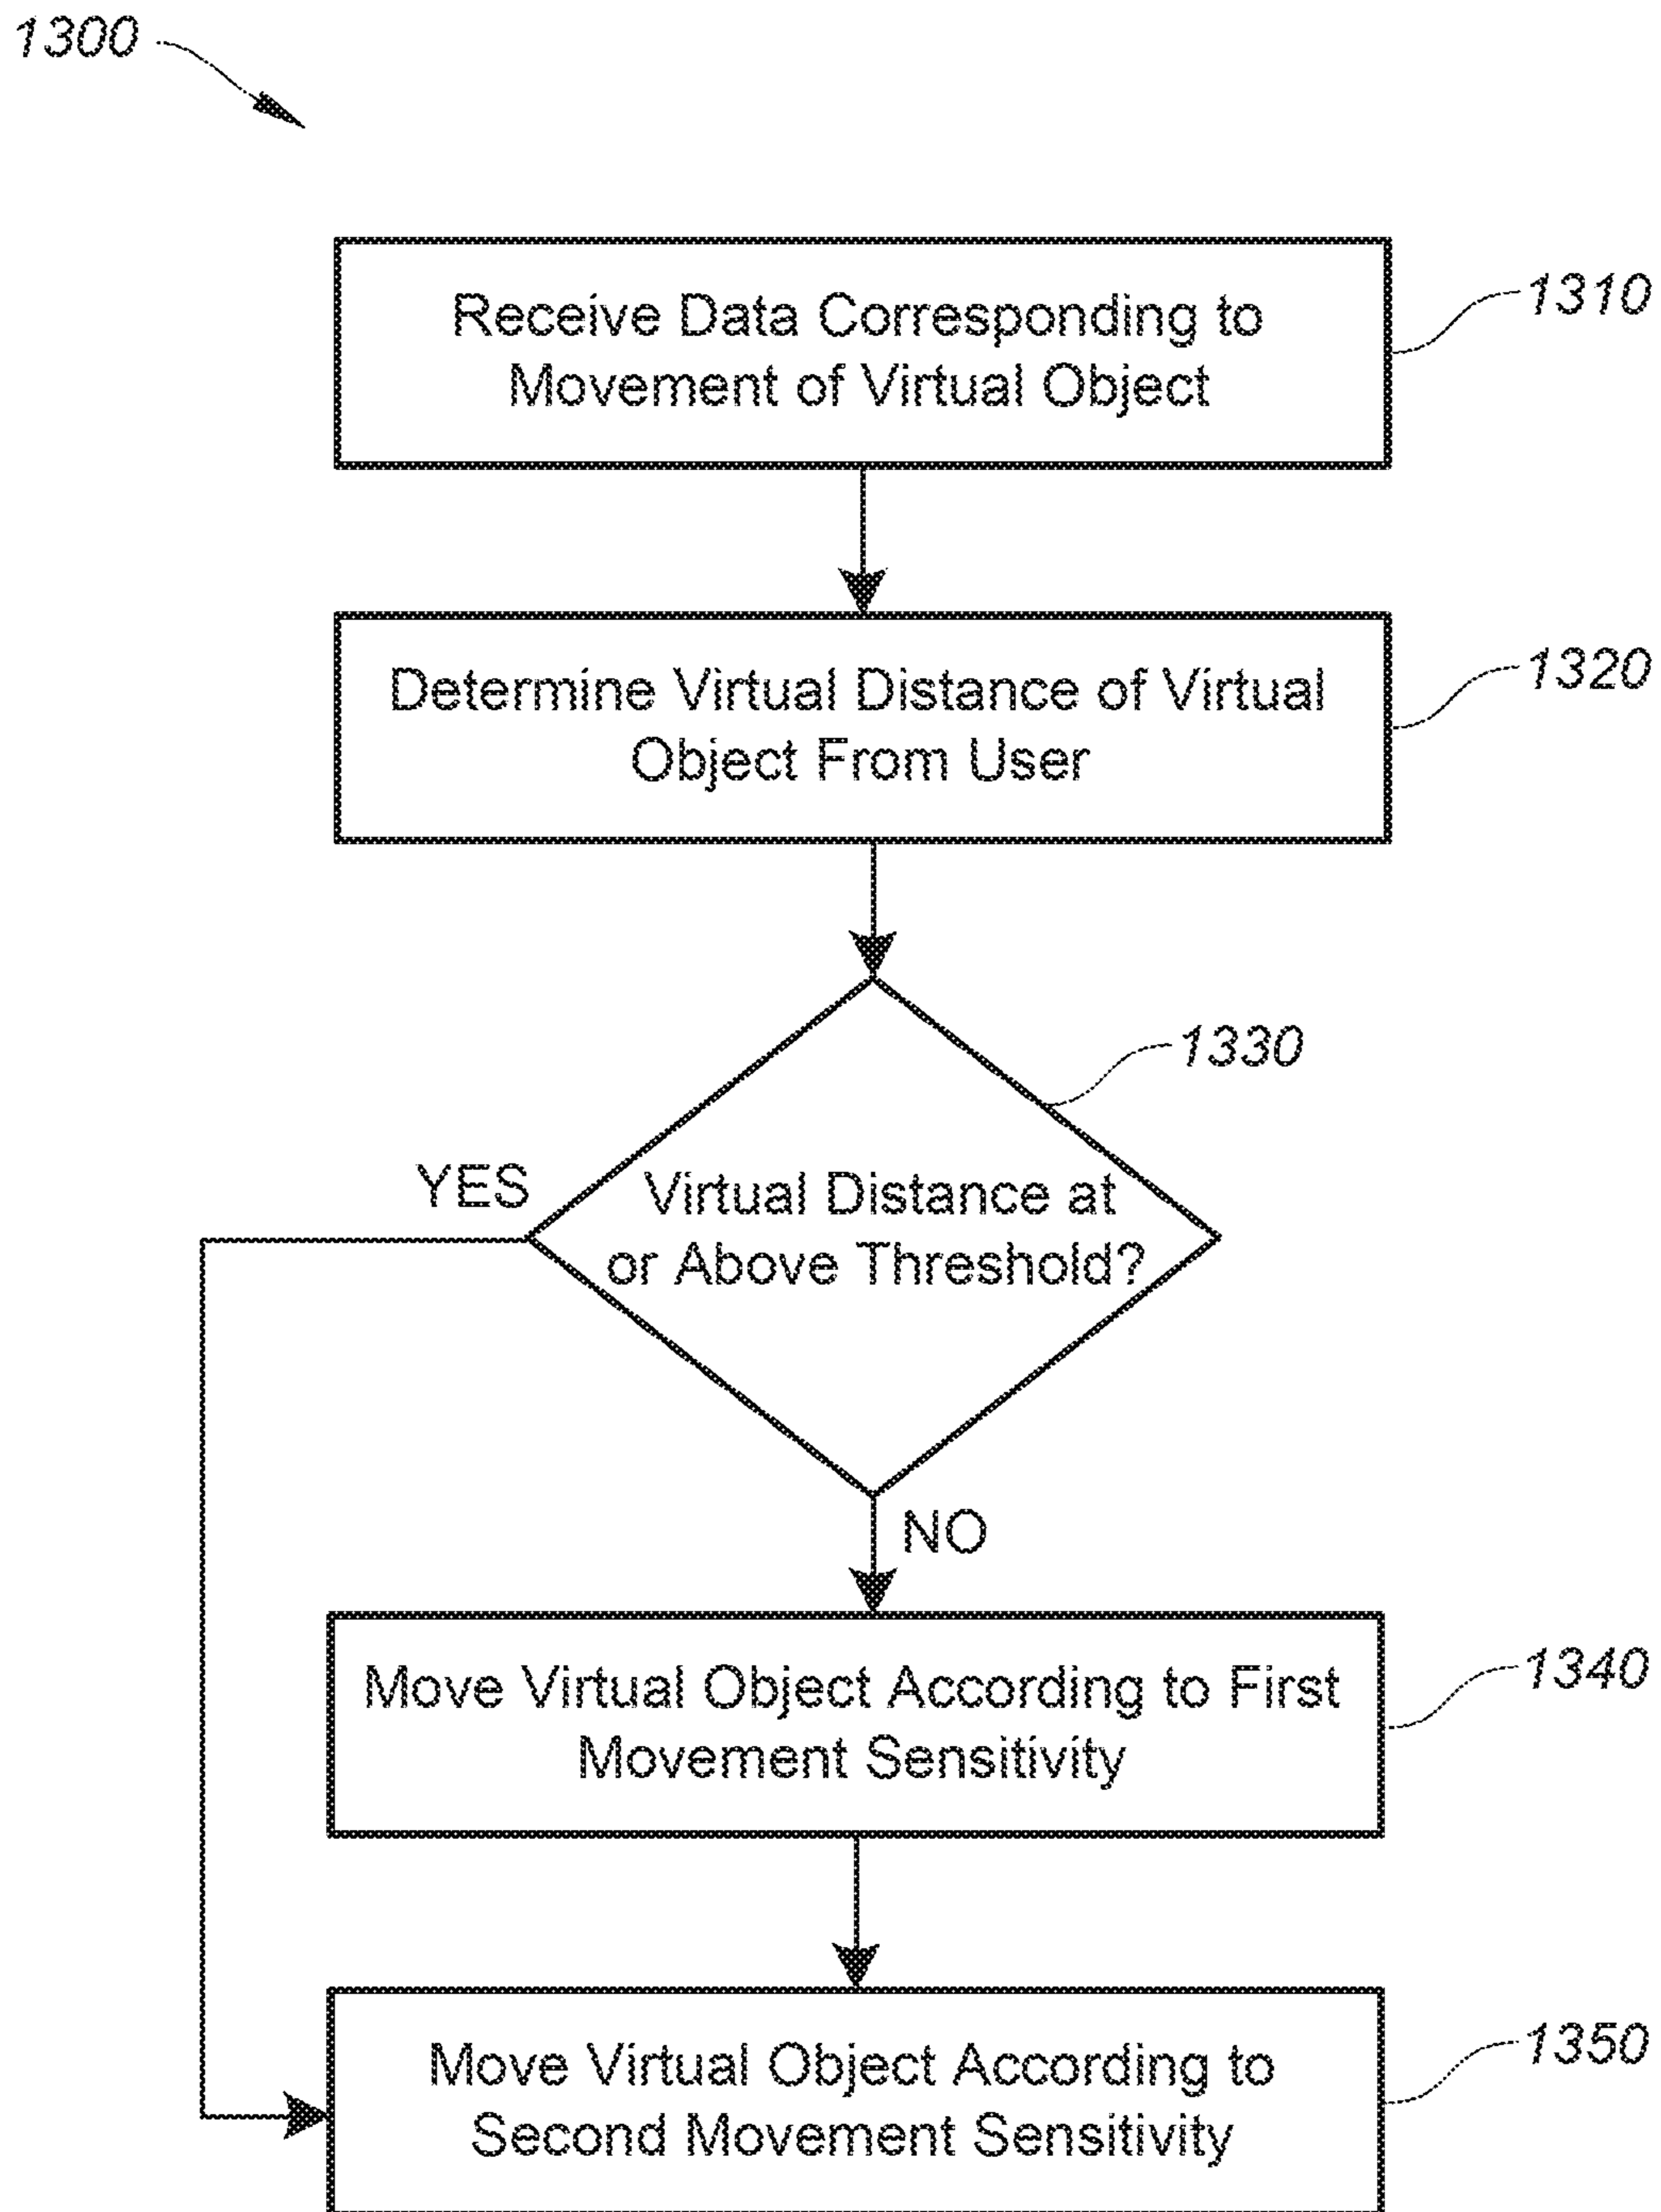 1300
Receive Data Corresponding to
Movement of Virtual Object
1310
Determine Virtual Distance of Virtual
Object From User
1320
1330
YES
Virtual Distance at
or Above Threshold?
NO
Move Virtual Object According to First
Movement Sensitivity
1340
Move Virtual Object According to
Second Movement Sensitivity
1350